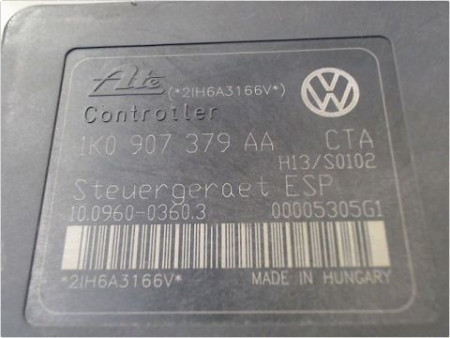 Ate (*2IH6A3166V*)
Controller
1K0 907 379 AA CTA
H13/S0102
Steuergeraet ESP
10.0960-0360.3 00005305G1
*2IH6A3166V* MADE IN HUNGARY